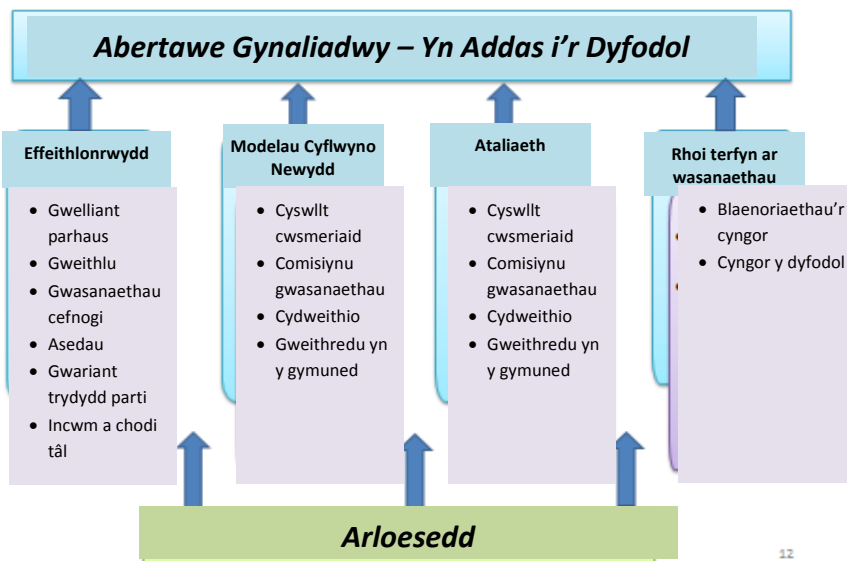 Abertawe Gynaliadwy – Yn Addas i'r Dyfodol
Effeithlonrwydd
• Gwelliant
parhaus
• Gweithlu
• Gwasanaethau
cefnogi
• Asedau
• Gwariant
trydydd parti
• Incwm a chodi
tâl
Modelau Cyflwyno
Newydd
• Cyswllt
cwsmeriaid
• Comisiynu
gwasanaethau
• Cydweithio
• Gweithredu yn
y gymuned
Ataliaeth
• Cyswllt
cwsmeriaid
• Comisiynu
gwasanaethau
• Cydweithio
• Gweithredu yn
y gymuned
Rhoi terfyn ar
wasanaethau
• Blaenoriaethau'r
cyngor
• Cyngor y dyfodol
Arloesedd
12